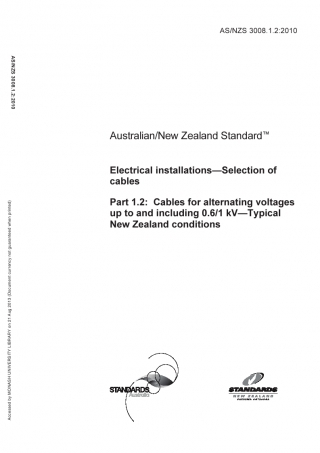 AS/NZS 3008.1.2:2010
AS/NZS 3008.1.2:2010
Australian/New Zealand Standard™
Electrical installations—Selection of
cables
Part 1.2: Cables for alternating voltages
up to and including 0.6/1 kV—Typical
New Zealand conditions
Accessed by MONASH UNIVERSITY LIBRARY on 21 Aug 2013 (Document currency not guaranteed when printed)
STANDARDS
Australia
STANDARDS
NEW ZEALAND